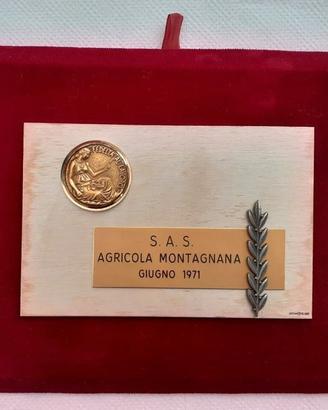 S. A. S.
AGRICOLA MONTAGNANA
GIUGNO 1971